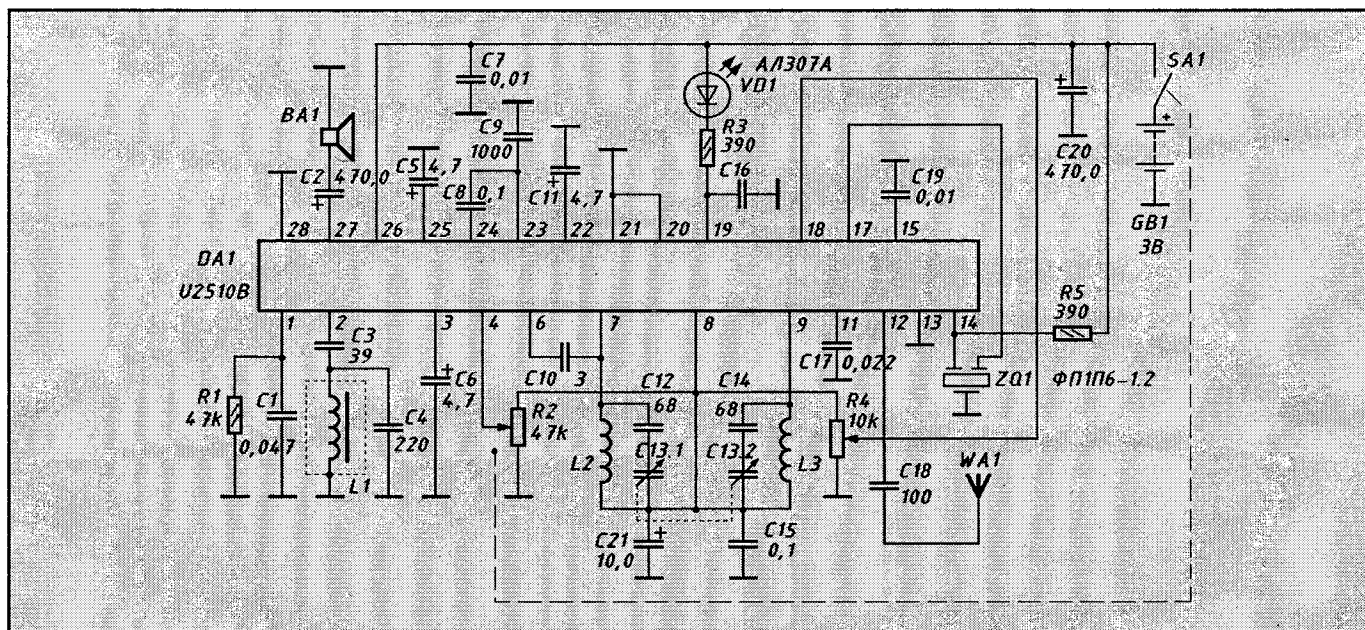 C7
0,01
АЛ307А
VD1
SA1
BA1
C9
1000
R3
390
+
+
C2
470,0
+
C5
4,7
+
C8
0,1
C11
4,7
+
C16
C19
0,01
C20
470,0
GB1
3В
28
27
26
25
24
23
22
21
20
19
18
17
15
DA1
U2510B
1
2
3
4
6
7
8
9
11
12
13
14
R5
390
C3
39
R1
47k
C1
0,047
L1
C4
220
+
C6
4,7
C10
3
R2
47k
C12
68
C14
68
C17
0,022
R4
10k
ZQ1
ФП1П6-1.2
L2
C13.1
C13.2
L3
C18
100
WA1
C21
10,0
+
C15
0,1